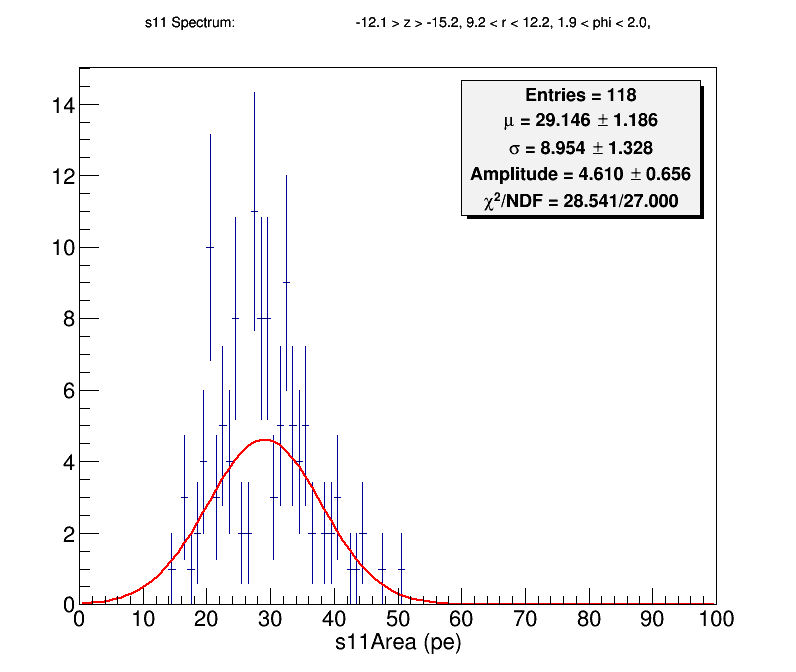 s11 Spectrum: -12.1 > z > -15.2, 9.2 < r < 12.2, 1.9 < phi < 2.0,
Entries = 118
μ = 29.146 ± 1.186
σ = 8.954 ± 1.328
Amplitude = 4.610 ± 0.656
χ²/NDF = 28.541/27.000
14
12
10
8
6
4
2
0
0 10 20 30 40 50 60 70 80 90 100
s11Area (pe)